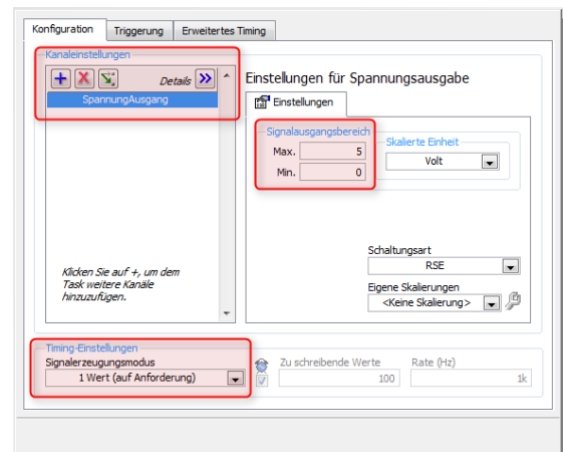 Konfiguration Triggerung Erweitertes Timing
Kanaleinstellungen
Details
SpannungAusgang
Klicken Sie auf +, um dem
Task weitere Kanäle
hinzuzufügen.
Einstellungen für Spannungsausgabe
Einstellungen
Signalausgangsbereich
Max. 5
Min. 0
Skalierte Einheit
Volt
Schaltungsart
RSE
Eigene Skalierungen
<Keine Skalierung>
Timing-Einstellungen
Signalerzeugungsmodus
1 Wert (auf Anforderung)
Zu schreibende Werte
100
Rate (Hz)
1k